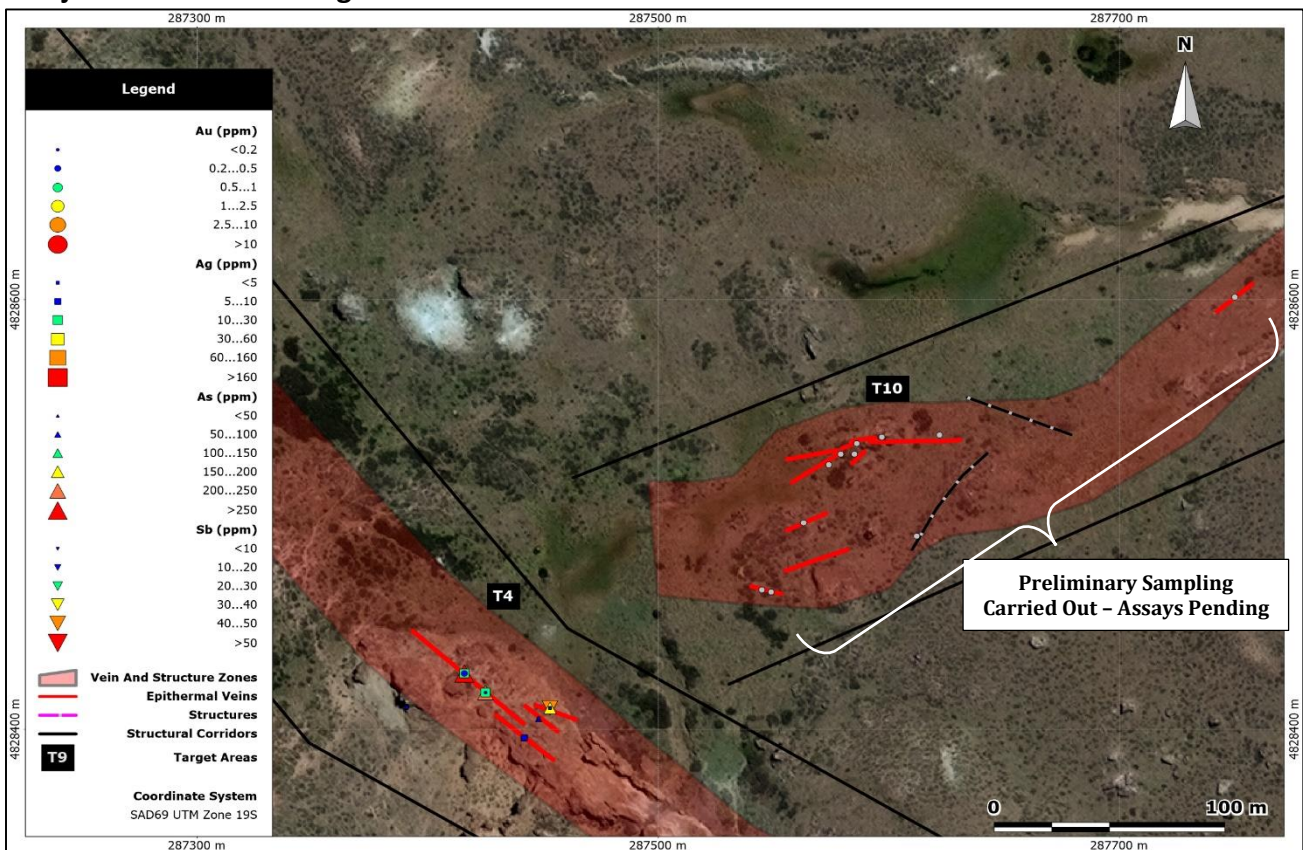 287300 m
287500 m
287700 m
N
Legend
Au (ppm)
<0.2
0.2...0.5
0.5...1
1...2.5
2.5...10
>10
Ag (ppm)
<5
5...10
10...30
30...60
60...160
>160
As (ppm)
<50
50...100
100...150
150...200
200...250
>250
Sb (ppm)
<10
10...20
20...30
30...40
40...50
>50
Vein And Structure Zones
Epithermal Veins
Structures
Structural Corridors
T9 Target Areas
Coordinate System
SAD69 UTM Zone 19S
4828600 m
4828400 m
T10
T4
Preliminary Sampling
Carried Out – Assays Pending
4828600 m
4828400 m
0 100 m
287300 m
287500 m
287700 m